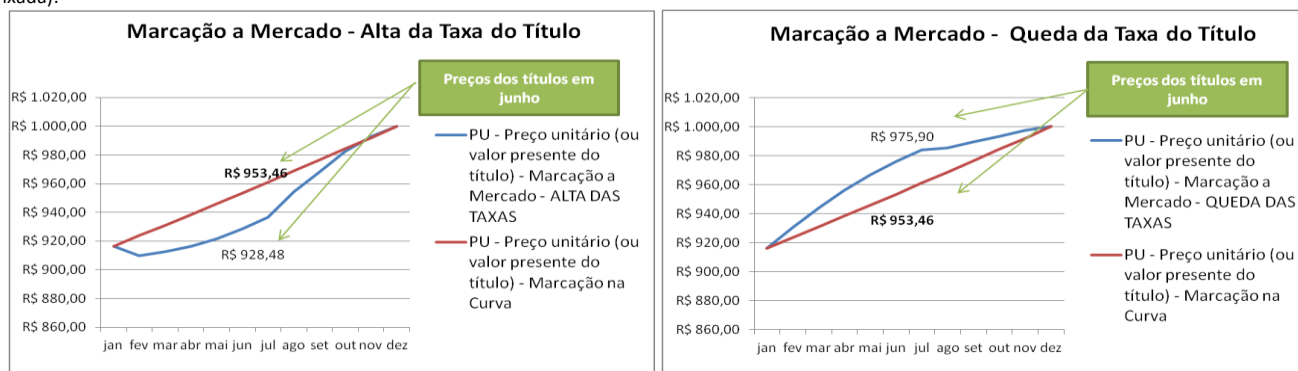 ixada).
Marcação a Mercado - Alta da Taxa do Título
Preços dos títulos em
junho
R$ 1.020,00
R$ 1.000,00
R$ 980,00
R$ 960,00
R$ 940,00
R$ 920,00
R$ 900,00
R$ 880,00
R$ 860,00
R$ 953,46
R$ 928,48
jan fev mar abr mai jun jul ago set out nov dez
PU - Preço unitário (ou
valor presente do
título) - Marcação a
Mercado - ALTA DAS
TAXAS
PU - Preço unitário (ou
valor presente do
título) - Marcação na
Curva
Marcação a Mercado - Queda da Taxa do Título
Preços dos títulos em
junho
R$ 1.020,00
R$ 1.000,00
R$ 980,00
R$ 960,00
R$ 940,00
R$ 920,00
R$ 900,00
R$ 880,00
R$ 860,00
R$ 975,90
R$ 953,46
jan fev mar abr mai jun jul ago set out nov dez
PU - Preço unitário (ou
valor presente do
título) - Marcação a
Mercado - QUEDA DAS
TAXAS
PU - Preço unitário (ou
valor presente do
título) - Marcação na
Curva